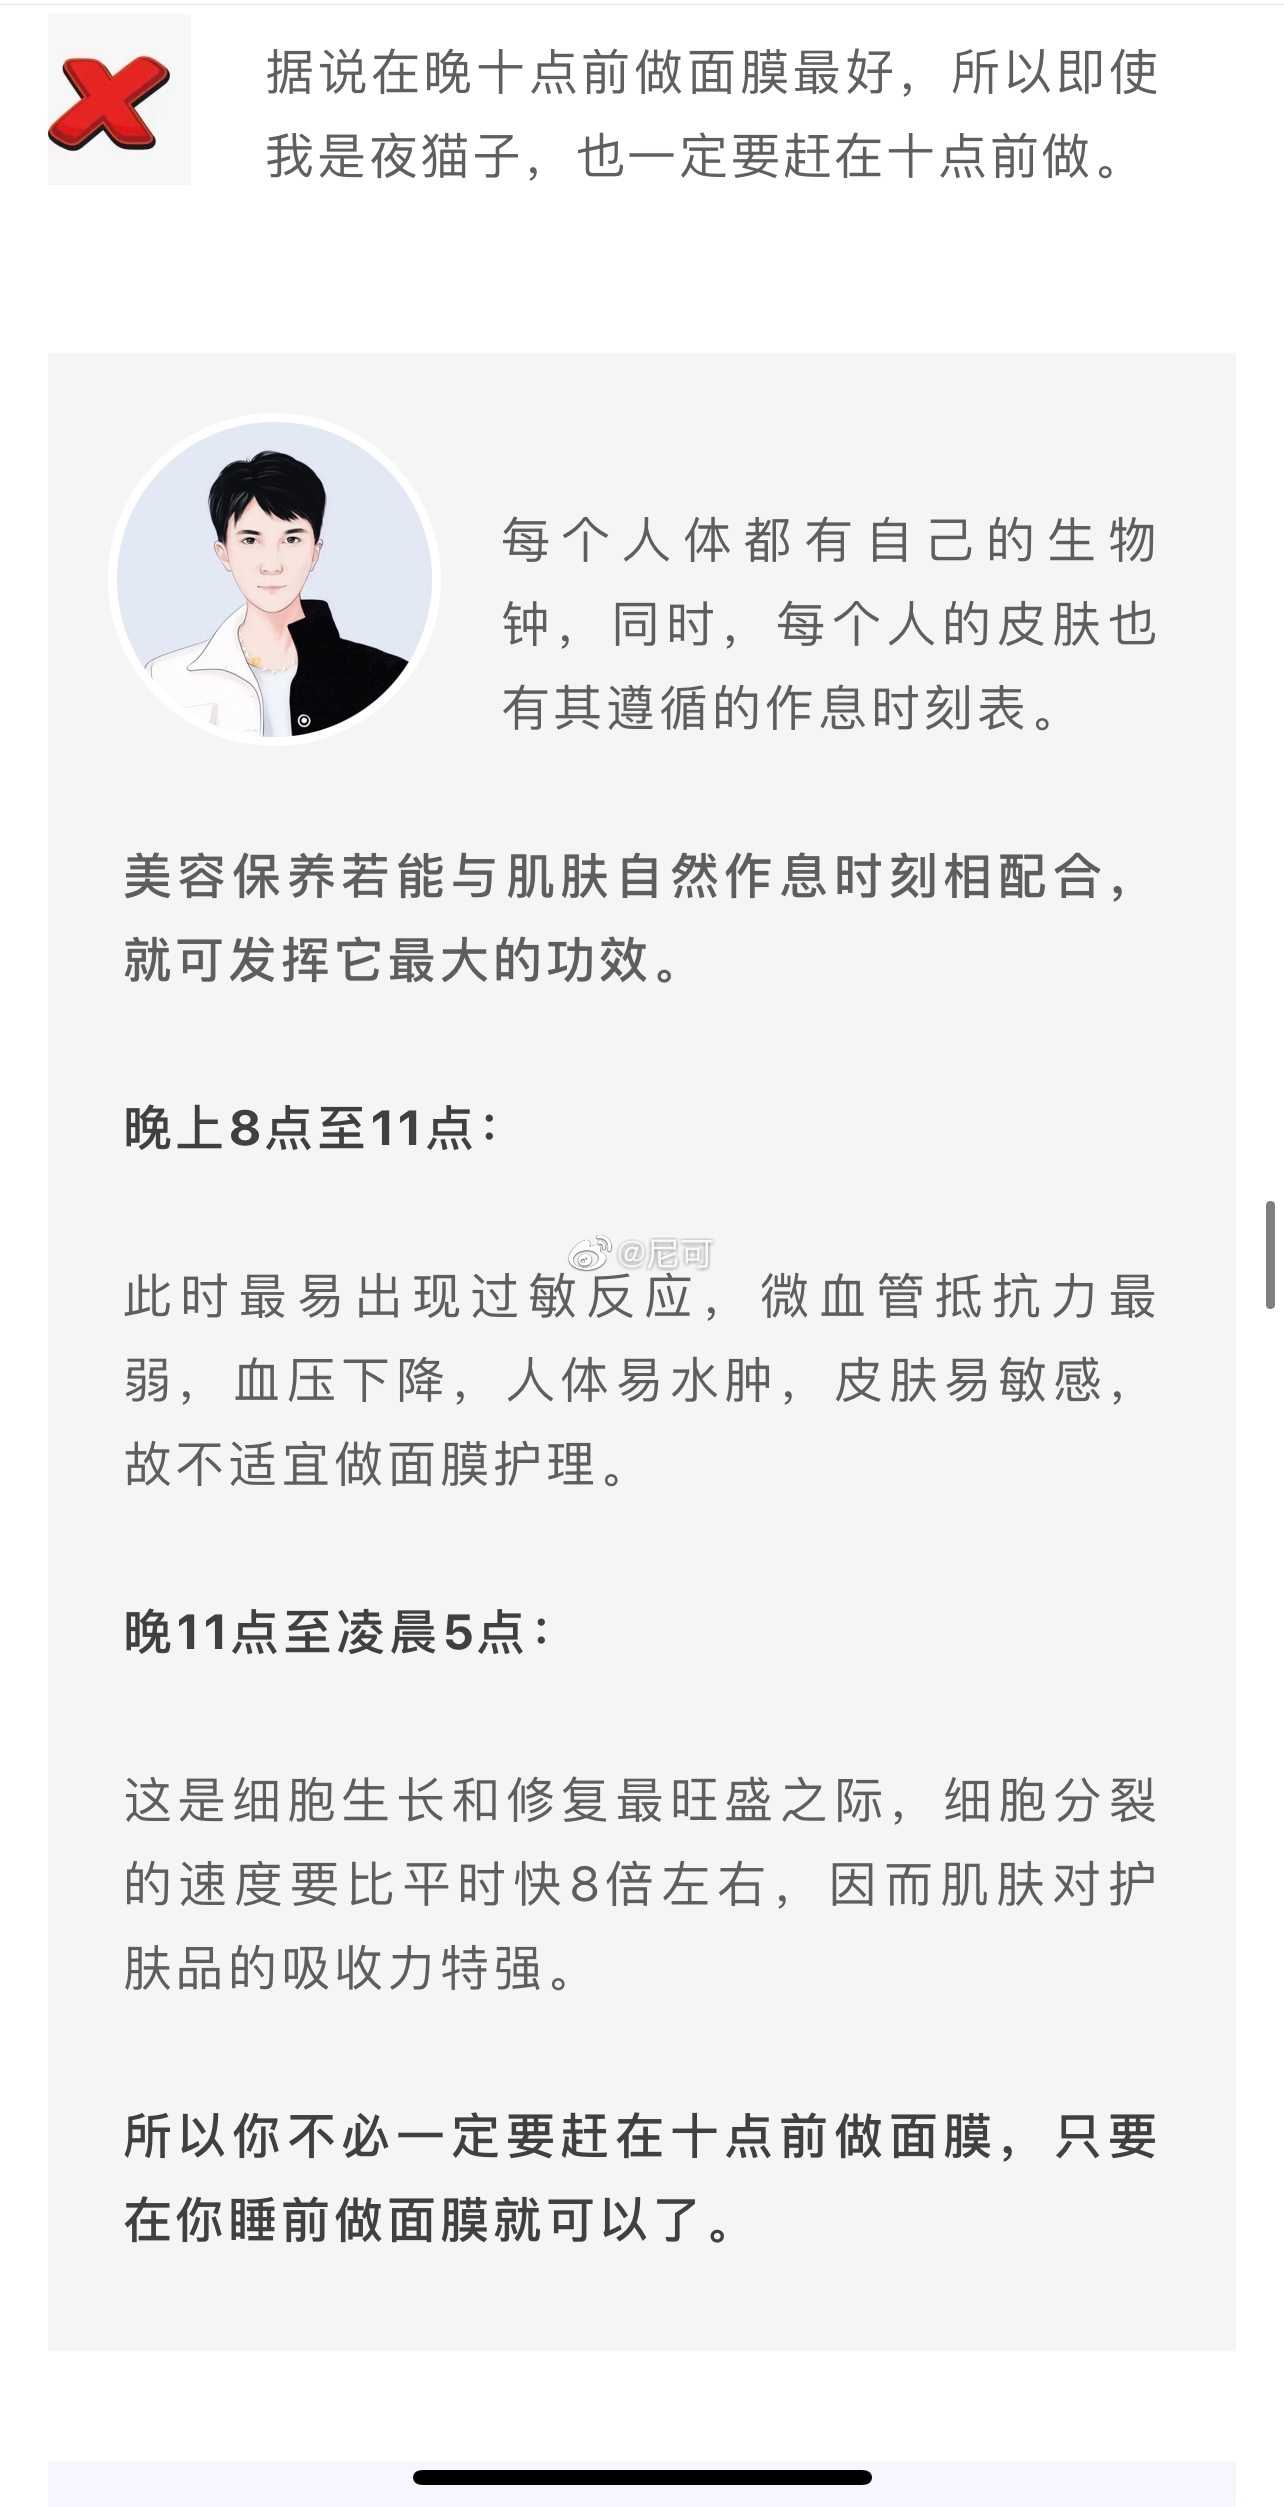 据说在晚十点前做面膜最好，所以即使
我是夜猫子，也一定要赶在十点前做。
每个人体都有自己的生物
钟，同时，每个人的皮肤也
有其遵循的作息时刻表。
美容保养若能与肌肤自然作息时刻相配合，
就可发挥它最大的功效。
晚上8点至11点：
@尼可
此时最易出现过敏反应，微血管抵抗力最
弱，血压下降，人体易水肿，皮肤易敏感，
故不适宜做面膜护理。
晚11点至凌晨5点：
这是细胞生长和修复最旺盛之际，细胞分裂
的速度要比平时快8倍左右，因而肌肤对护
肤品的吸收力特强。
所以你不必一定要赶在十点前做面膜，只要
在你睡前做面膜就可以了。